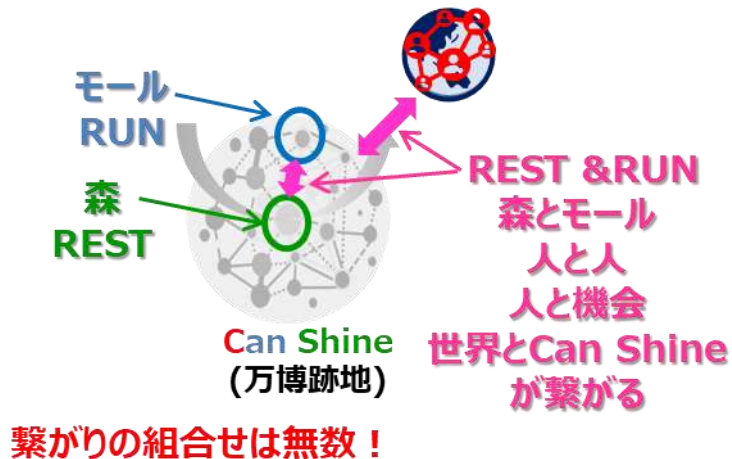 モール
RUN
森
REST
REST &RUN
森とモール
人と人
人と機会
世界とCan Shine
が繋がる
Can Shine
(万博跡地)
繋がりの組合せは無数！